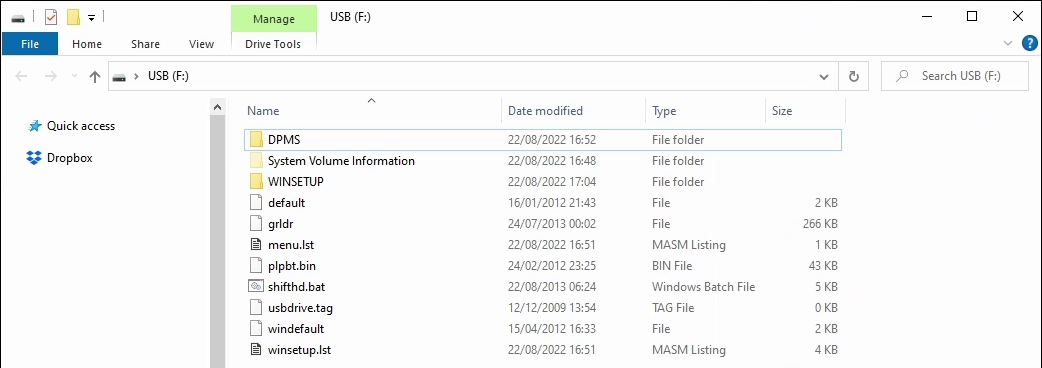 Manage USB (F:)
File Home Share View Drive Tools
USB (F:) Search USB (F:)
Name Date modified Type Size
Quick access
Dropbox
DPMS 22/08/2022 16:52 File folder
System Volume Information 22/08/2022 16:48 File folder
WINSETUP 22/08/2022 17:04 File folder
default 16/01/2012 21:43 File 2 KB
grldr 24/07/2013 00:02 File 266 KB
menu.lst 22/08/2022 16:51 MASM Listing 1 KB
plpbt.bin 24/02/2012 23:25 BIN File 43 KB
shifthd.bat 22/08/2013 06:24 Windows Batch File 5 KB
usbdrive.tag 12/12/2009 13:54 TAG File 0 KB
windefault 15/04/2012 16:33 File 2 KB
winsetup.lst 22/08/2022 16:51 MASM Listing 4 KB